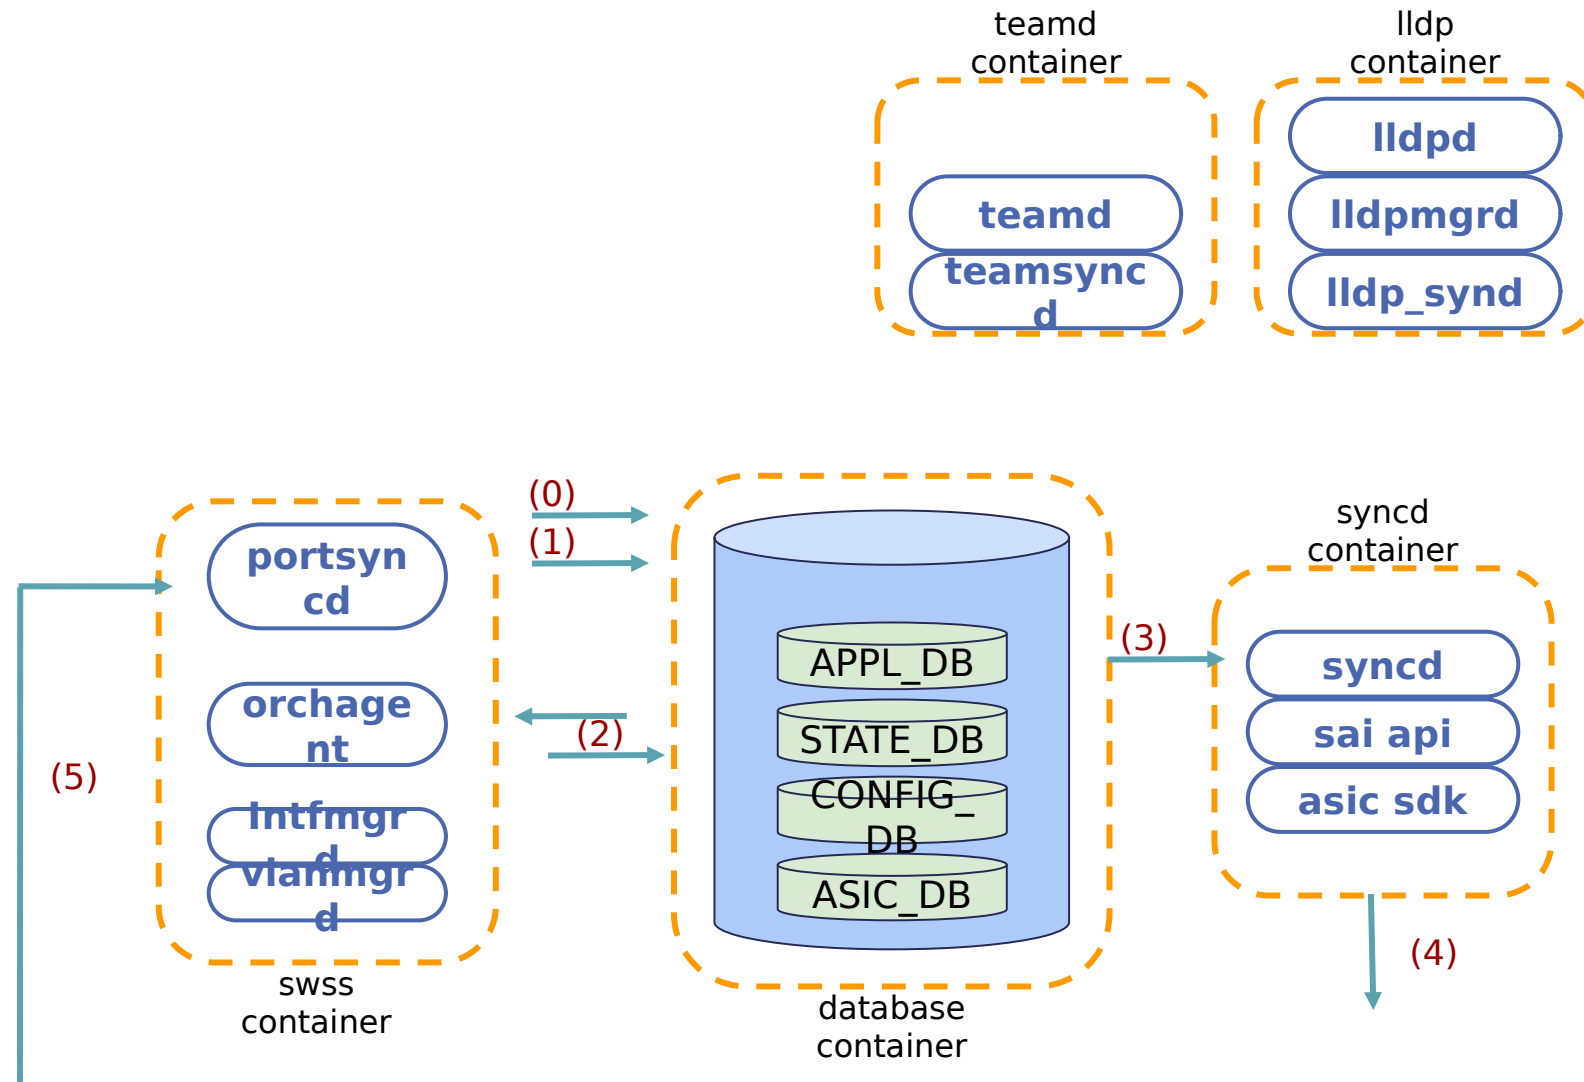 teamd
container
lldp
container
lldpd
teamd
lldpmgrd
teamsync
d
lldp_synd
(0)
(1)
portsyn
cd
syncd
container
APPL_DB
(3)
syncd
orchage
nt
(2)
STATE_DB
sai api
(5)
CONFIG_
DB
asic sdk
Intfmgr
d
vlanmgr
d
ASIC_DB
(4)
swss
container
database
container